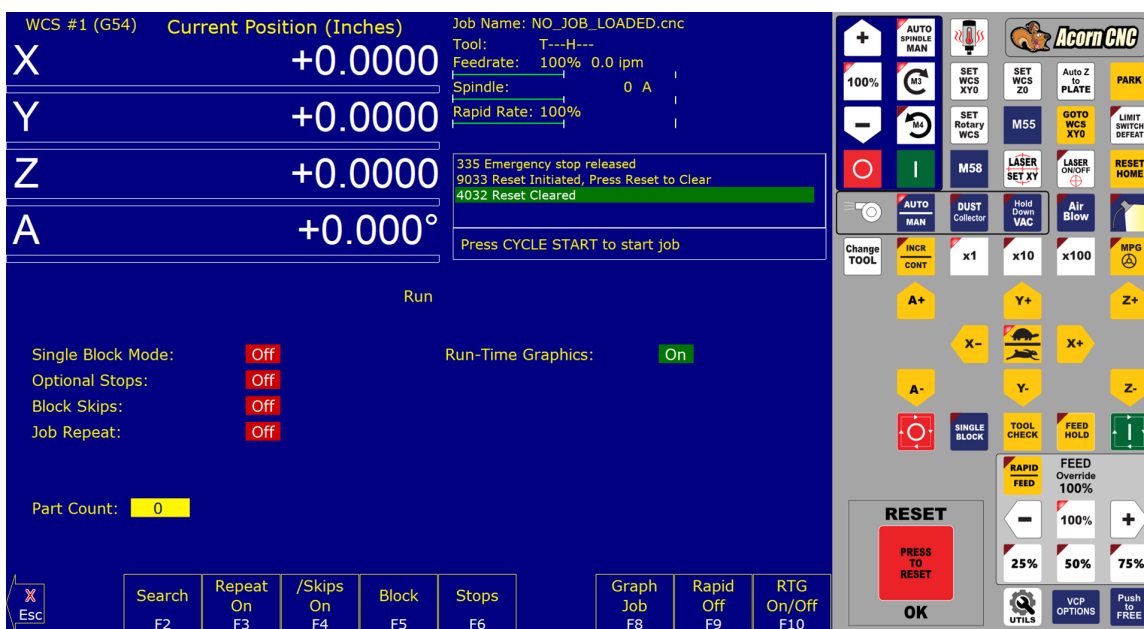 WCS #1 (G54)
Current Position (Inches)
X +0.0000
Y +0.0000
Z +0.0000
A +0.000°
Job Name: NO_JOB_LOADED.cnc
Tool: T---H---
Feedrate: 100% 0.0 ipm
Spindle: 0 A
Rapid Rate: 100%
335 Emergency stop released
9033 Reset Initiated, Press Reset to Clear
4032 Reset Cleared
Press CYCLE START to start job
Run
Single Block Mode: Off
Optional Stops: Off
Block Skips: Off
Job Repeat: Off
Run-Time Graphics: On
Part Count: 0
X
Esc
Search
F2
Repeat
On
F3
/Skips
On
F4
Block
F5
Stops
F6
Graph
Job
F8
Rapid
Off
F9
RTG
On/Off
F10
+
AUTO
SPINDLE
MAN
Acorn CNC
100%
M3
SET
WCS
XY0
SET
WCS
Z0
Auto Z
to
PLATE
PARK
−
M4
SET
Rotary
WCS
M55
GOTO
WCS
XY0
LIMIT
SWITCH
DEFEAT
M58
LASER
SET XY
LASER
ON/OFF
RESET
HOME
AUTO
MAN
DUST
Collector
Hold
Down
VAC
Air
Blow
Change
TOOL
INCR
CONT
x1
x10
x100
MPG
A+
Y+
Z+
X-
X+
A-
Y-
Z-
SINGLE
BLOCK
TOOL
CHECK
FEED
HOLD
RAPID
FEED
FEED
Override
100%
−
100%
+
25%
50%
75%
RESET
PRESS
TO
RESET
OK
UTILS
VCP
OPTIONS
Push
to
FREE